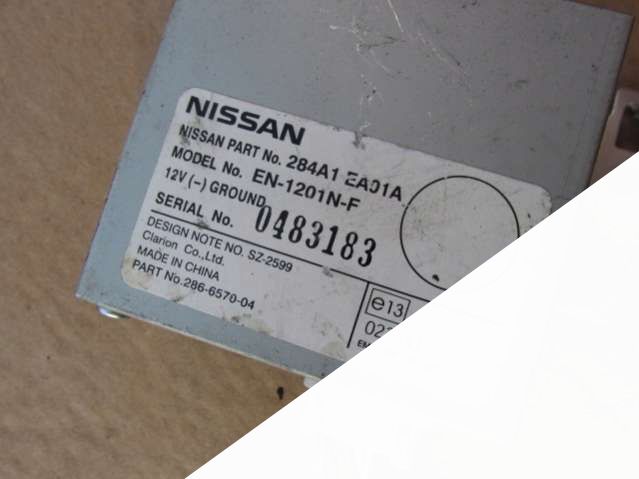 NISSAN
NISSAN PART No. 284A1 EA01A
MODEL No. EN-1201N-F
12V (–) GROUND
SERIAL No. 0483183
DESIGN NOTE NO. SZ-2599
Clarion Co.,Ltd.
MADE IN CHINA
PART No.286-6570-04
e13